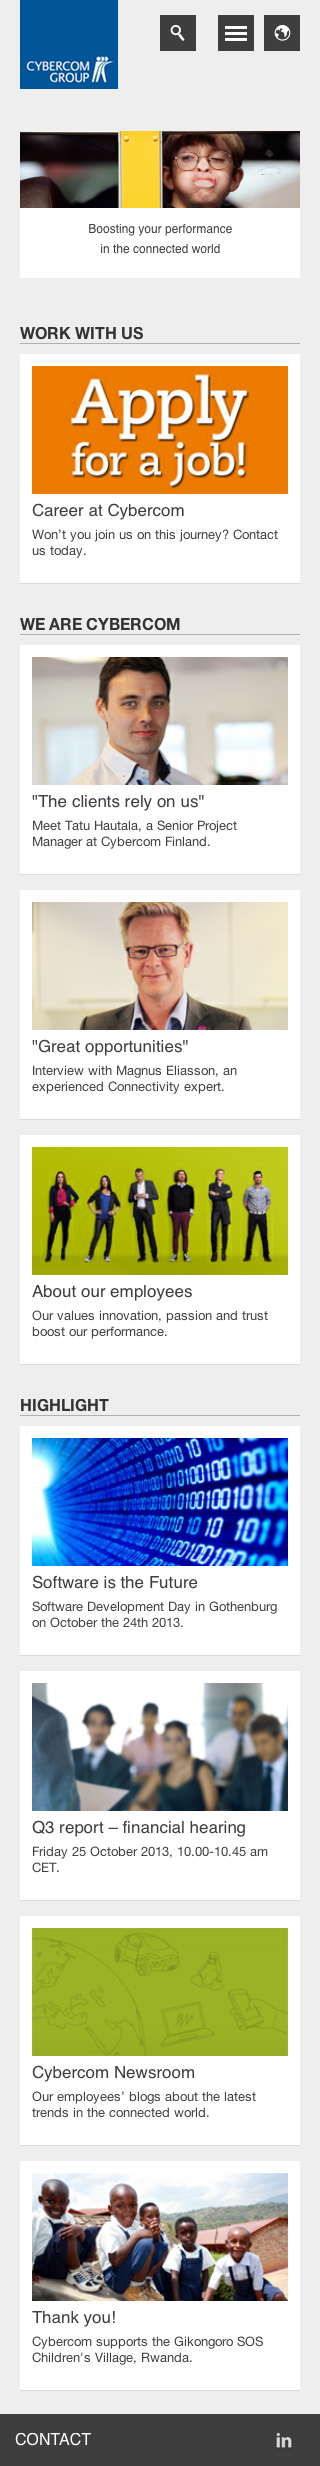 CYBERCOM
GROUP
Boosting your performance
in the connected world
WORK WITH US
Apply
for a job!
Career at Cybercom
Won’t you join us on this journey? Contact
us today.
WE ARE CYBERCOM
"The clients rely on us"
Meet Tatu Hautala, a Senior Project
Manager at Cybercom Finland.
"Great opportunities"
Interview with Magnus Eliasson, an
experienced Connectivity expert.
About our employees
Our values innovation, passion and trust
boost our performance.
HIGHLIGHT
Software is the Future
Software Development Day in Gothenburg
on October the 24th 2013.
Q3 report – financial hearing
Friday 25 October 2013, 10.00-10.45 am
CET.
Cybercom Newsroom
Our employees’ blogs about the latest
trends in the connected world.
Thank you!
Cybercom supports the Gikongoro SOS
Children's Village, Rwanda.
CONTACT
in